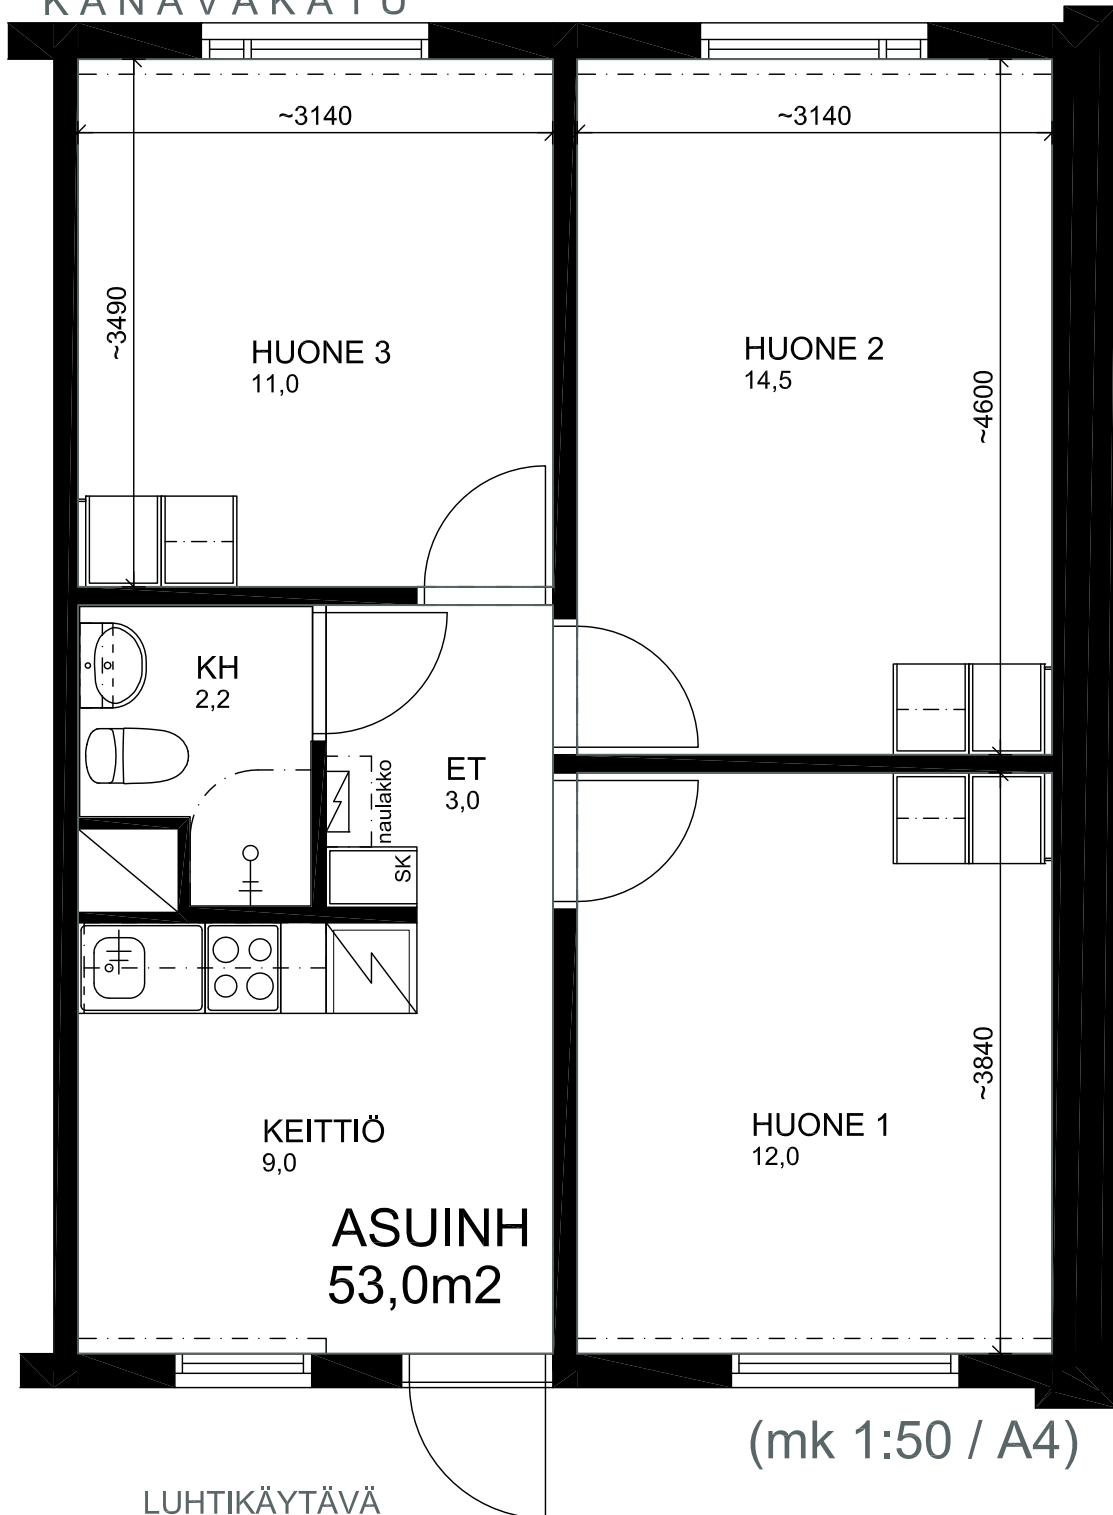 KANAVAKATU
~3140
~3140
~3490
HUONE 3
11,0
HUONE 2
14,5
~4600
KH
2,2
ET
3,0
naulakko
SK
KEITTIÖ
9,0
HUONE 1
12,0
~3840
ASUINH
53,0m2
(mk 1:50 / A4)
LUHTIKÄYTÄVÄ